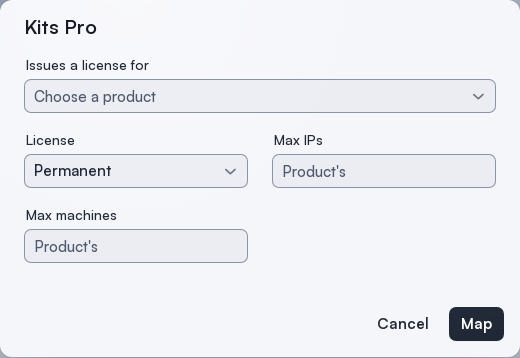 Kits Pro
Issues a license for
Choose a product
License
Max IPs
Permanent
Product's
Max machines
Product's
Cancel
Map